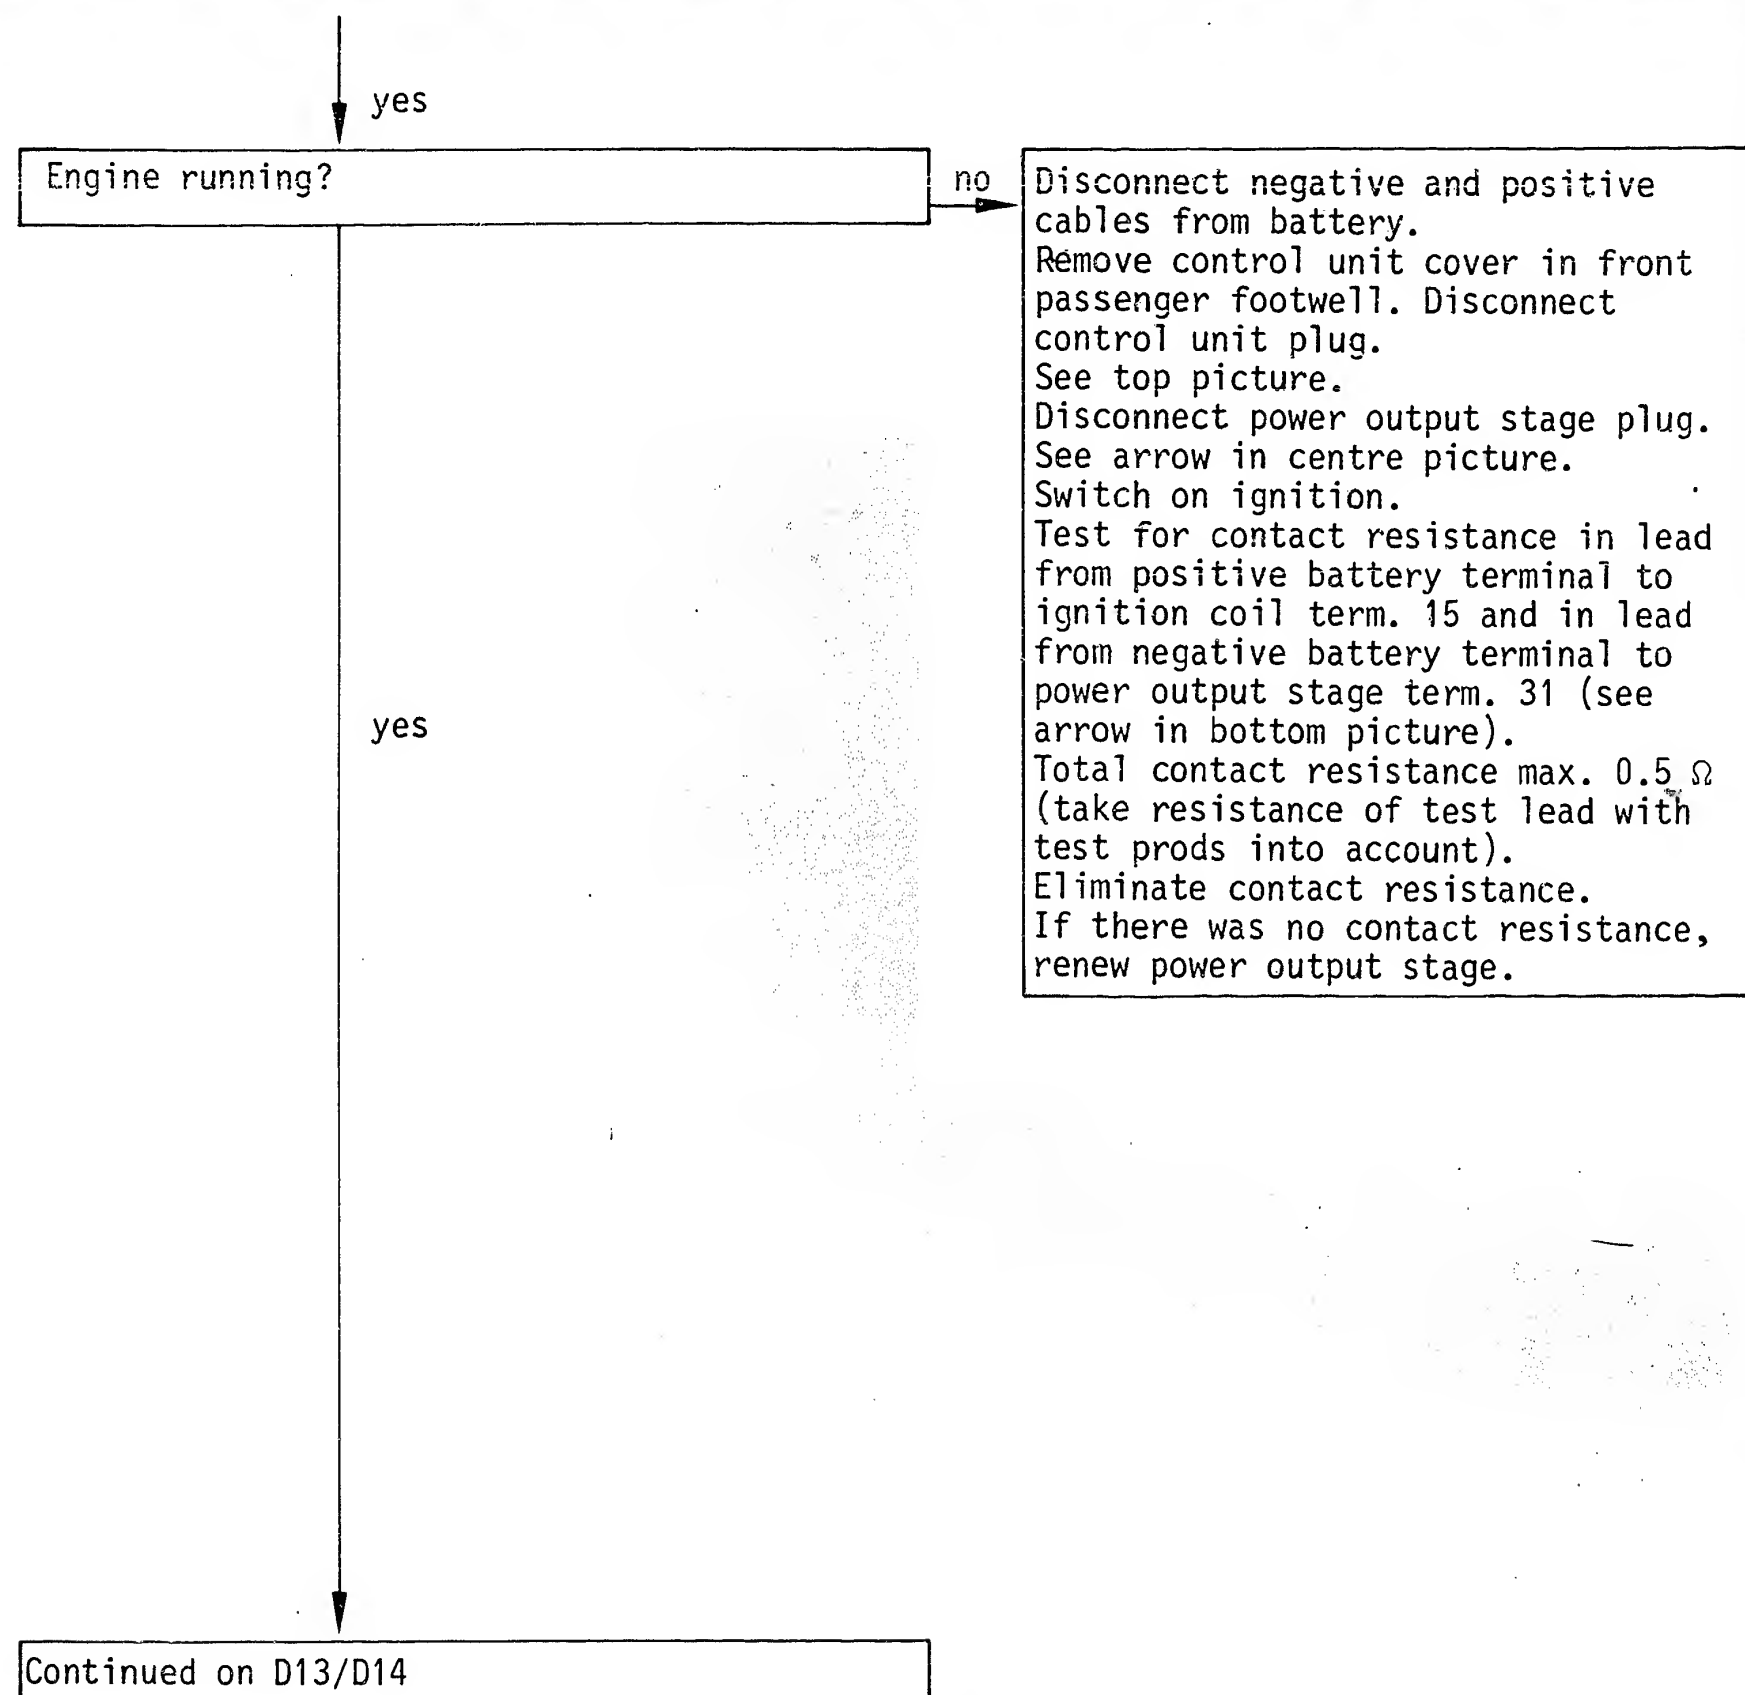 yes
Engine running?
no
Disconnect negative and positive
cables from battery.
Remove control unit cover in front
passenger footwell. Disconnect
control unit plug.
See top picture.
Disconnect power output stage plug.
See arrow in centre picture.
Switch on ignition.
Test for contact resistance in lead
from positive battery terminal to
ignition coil term. 15 and in lead
from negative battery terminal to
power output stage term. 31 (see
arrow in bottom picture).
Total contact resistance max. 0.5 Ω
(take resistance of test lead with
test prods into account).
Eliminate contact resistance.
If there was no contact resistance,
renew power output stage.
yes
Continued on D13/D14